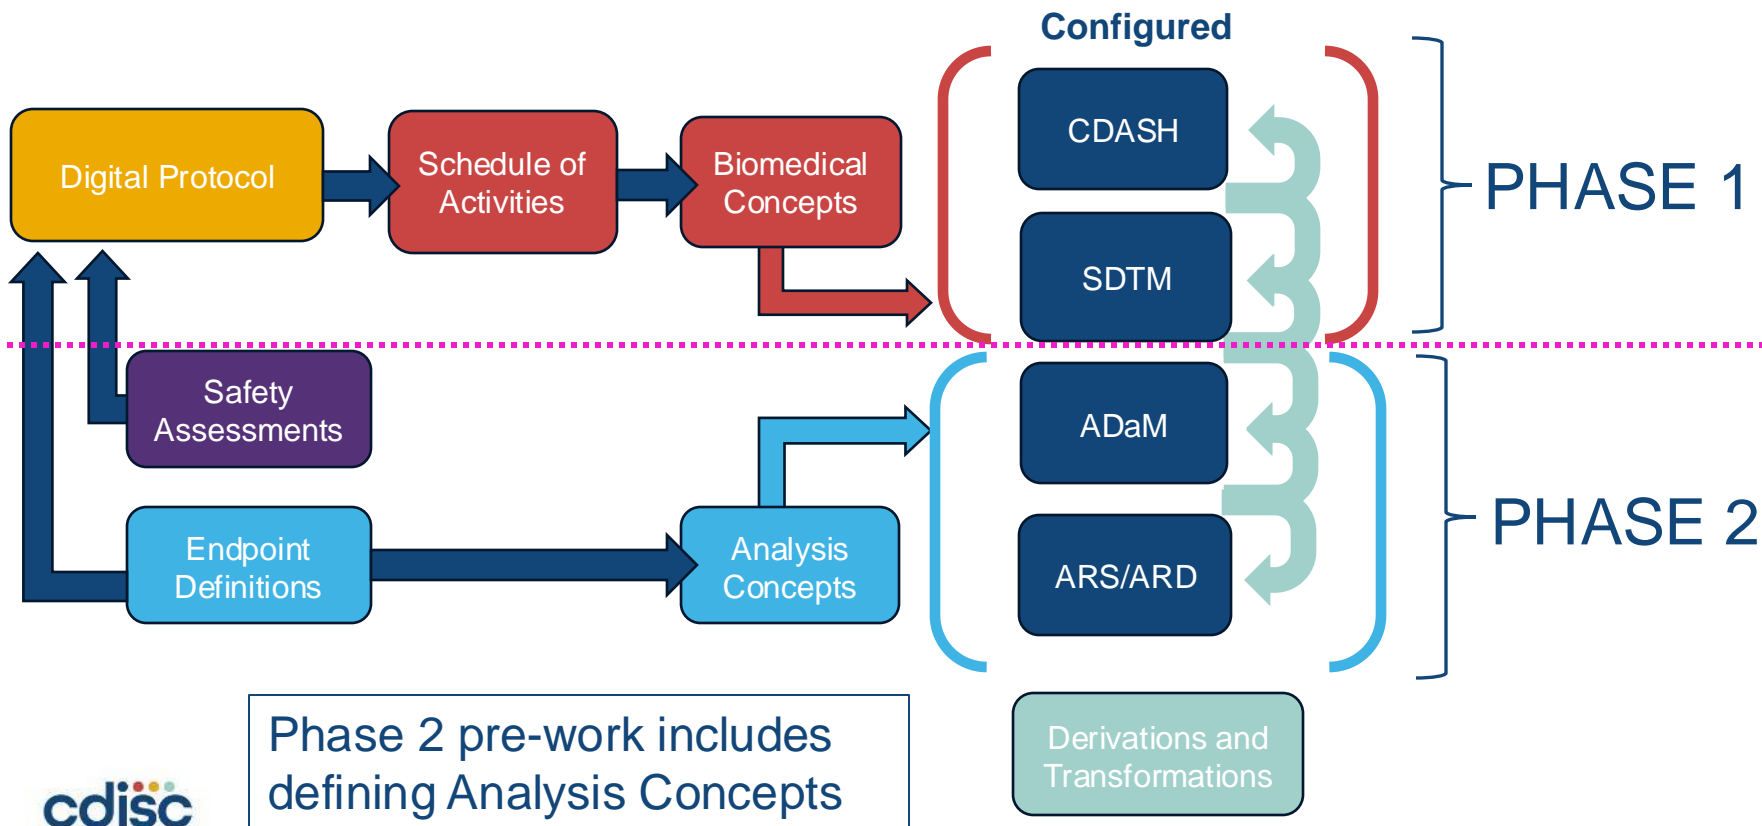 Configured
Digital Protocol
Schedule of
Activities
Biomedical
Concepts
CDASH
SDTM
PHASE 1
Safety
Assessments
Endpoint
Definitions
Analysis
Concepts
ADaM
ARS/ARD
PHASE 2
Phase 2 pre-work includes
defining Analysis Concepts
Derivations and
Transformations
cdisc